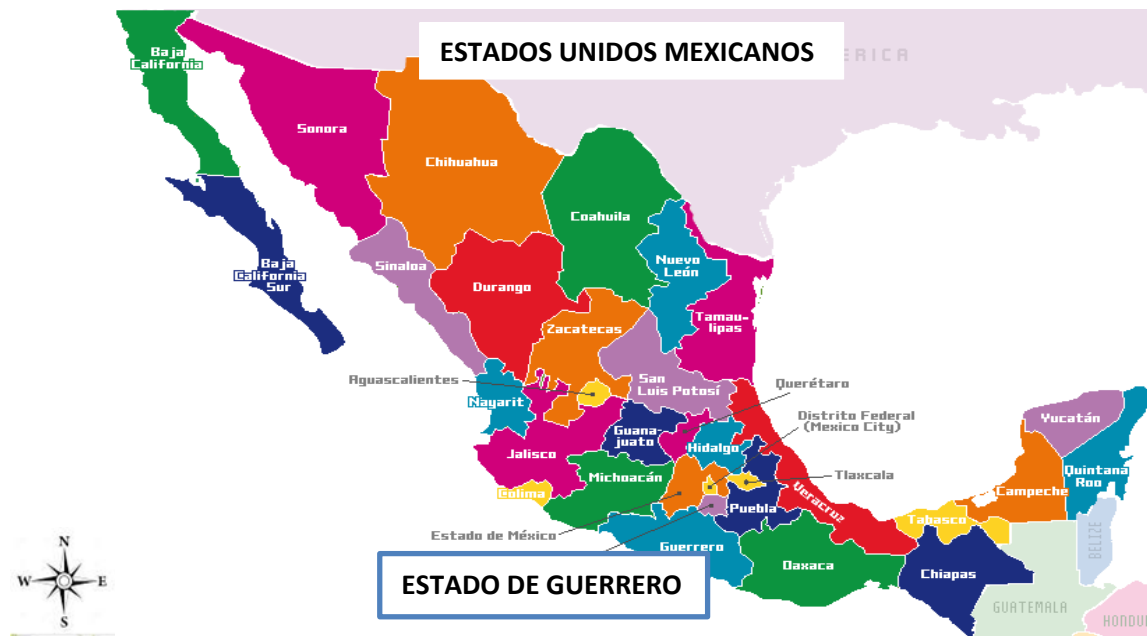 ESTADOS UNIDOS MEXICANOS
ERICA
Baja
California
Sonora
Chihuahua
Coahuila
Baja
California
Sur
Sinaloa
Durango
Nuevo
León
Tamau-
lipas
Zacatecas
Aguascalientes
San
Luis Potosí
Querétaro
Nayarit
Distrito Federal
(Mexico City)
Guana-
juato
Hidalgo
Jalisco
Michoacán
Tlaxcala
Colima
Puebla
Veracruz
Yucatán
Quintana
Roo
Campeche
Tabasco
Estado de México
Guerrero
Oaxaca
Chiapas
BELIZE
GUATEMALA
HONDU
ESTADO DE GUERRERO
N
W
E
S